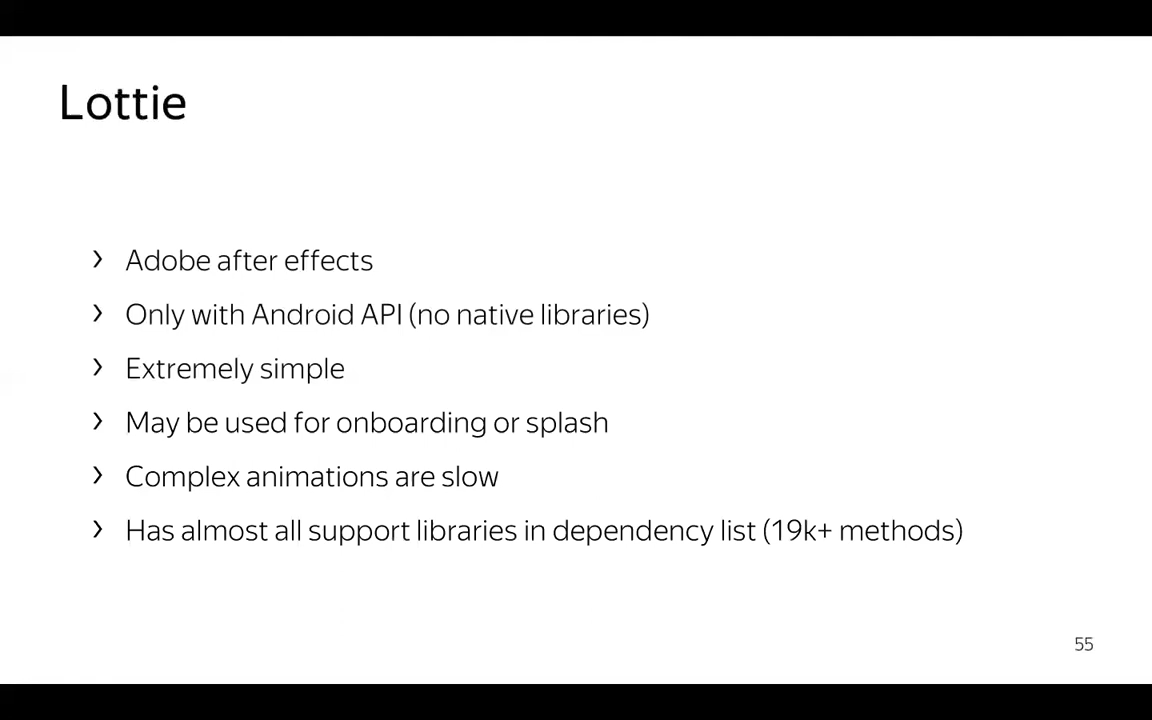 Lottie
› Adobe after effects
› Only with Android API (no native libraries)
› Extremely simple
› May be used for onboarding or splash
› Complex animations are slow
› Has almost all support libraries in dependency list (19k+ methods)
55